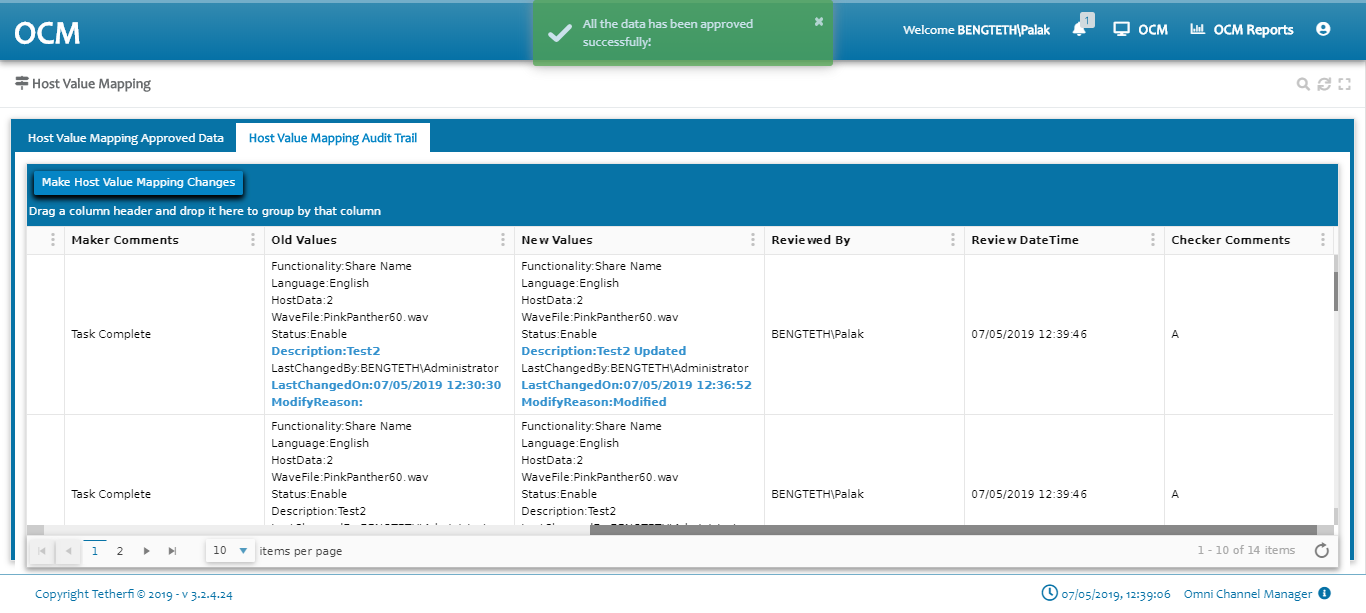 OCM
All the data has been approved
successfully!
Welcome BENGTETH\Palak
1
OCM
OCM Reports
Host Value Mapping
Host Value Mapping Approved Data
Host Value Mapping Audit Trail
Make Host Value Mapping Changes
Drag a column header and drop it here to group by that column
Maker Comments
Old Values
New Values
Reviewed By
Review DateTime
Checker Comments
Task Complete
Functionality:Share Name
Language:English
HostData:2
WaveFile:PinkPanther60.wav
Status:Enable
Description:Test2
LastChangedBy:BENGTETH\Administrator
LastChangedOn:07/05/2019 12:30:30
ModifyReason:
Functionality:Share Name
Language:English
HostData:2
WaveFile:PinkPanther60.wav
Status:Enable
Description:Test2 Updated
LastChangedBy:BENGTETH\Administrator
LastChangedOn:07/05/2019 12:36:52
ModifyReason:Modified
BENGTETH\Palak
07/05/2019 12:39:46
A
Task Complete
Functionality:Share Name
Language:English
HostData:2
WaveFile:PinkPanther60.wav
Status:Enable
Description:Test2
Functionality:Share Name
Language:English
HostData:2
WaveFile:PinkPanther60.wav
Status:Enable
Description:Test2
BENGTETH\Palak
07/05/2019 12:39:46
A
1 2
10 items per page
1 - 10 of 14 items
Copyright Tetherfi © 2019 - v 3.2.4.24
07/05/2019, 12:39:06
Omni Channel Manager